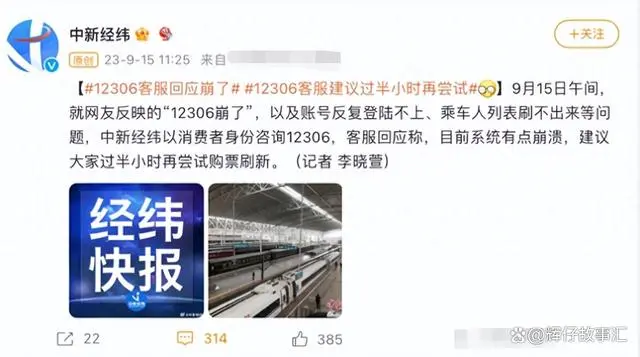 中新经纬
+关注
原创 23-9-15 11:25 来自
【#12306客服回应崩了# #12306客服建议过半小时再尝试#】9月15日午间，
就网友反映的“12306崩了”，以及账号反复登陆不上、乘车人列表刷不出来等问
题，中新经纬以消费者身份咨询12306，客服回应称，目前系统有点崩溃，建议
大家过半小时再尝试购票刷新。（记者 李晓萱）
经纬
快报
22
314
385
@辉仔故事汇